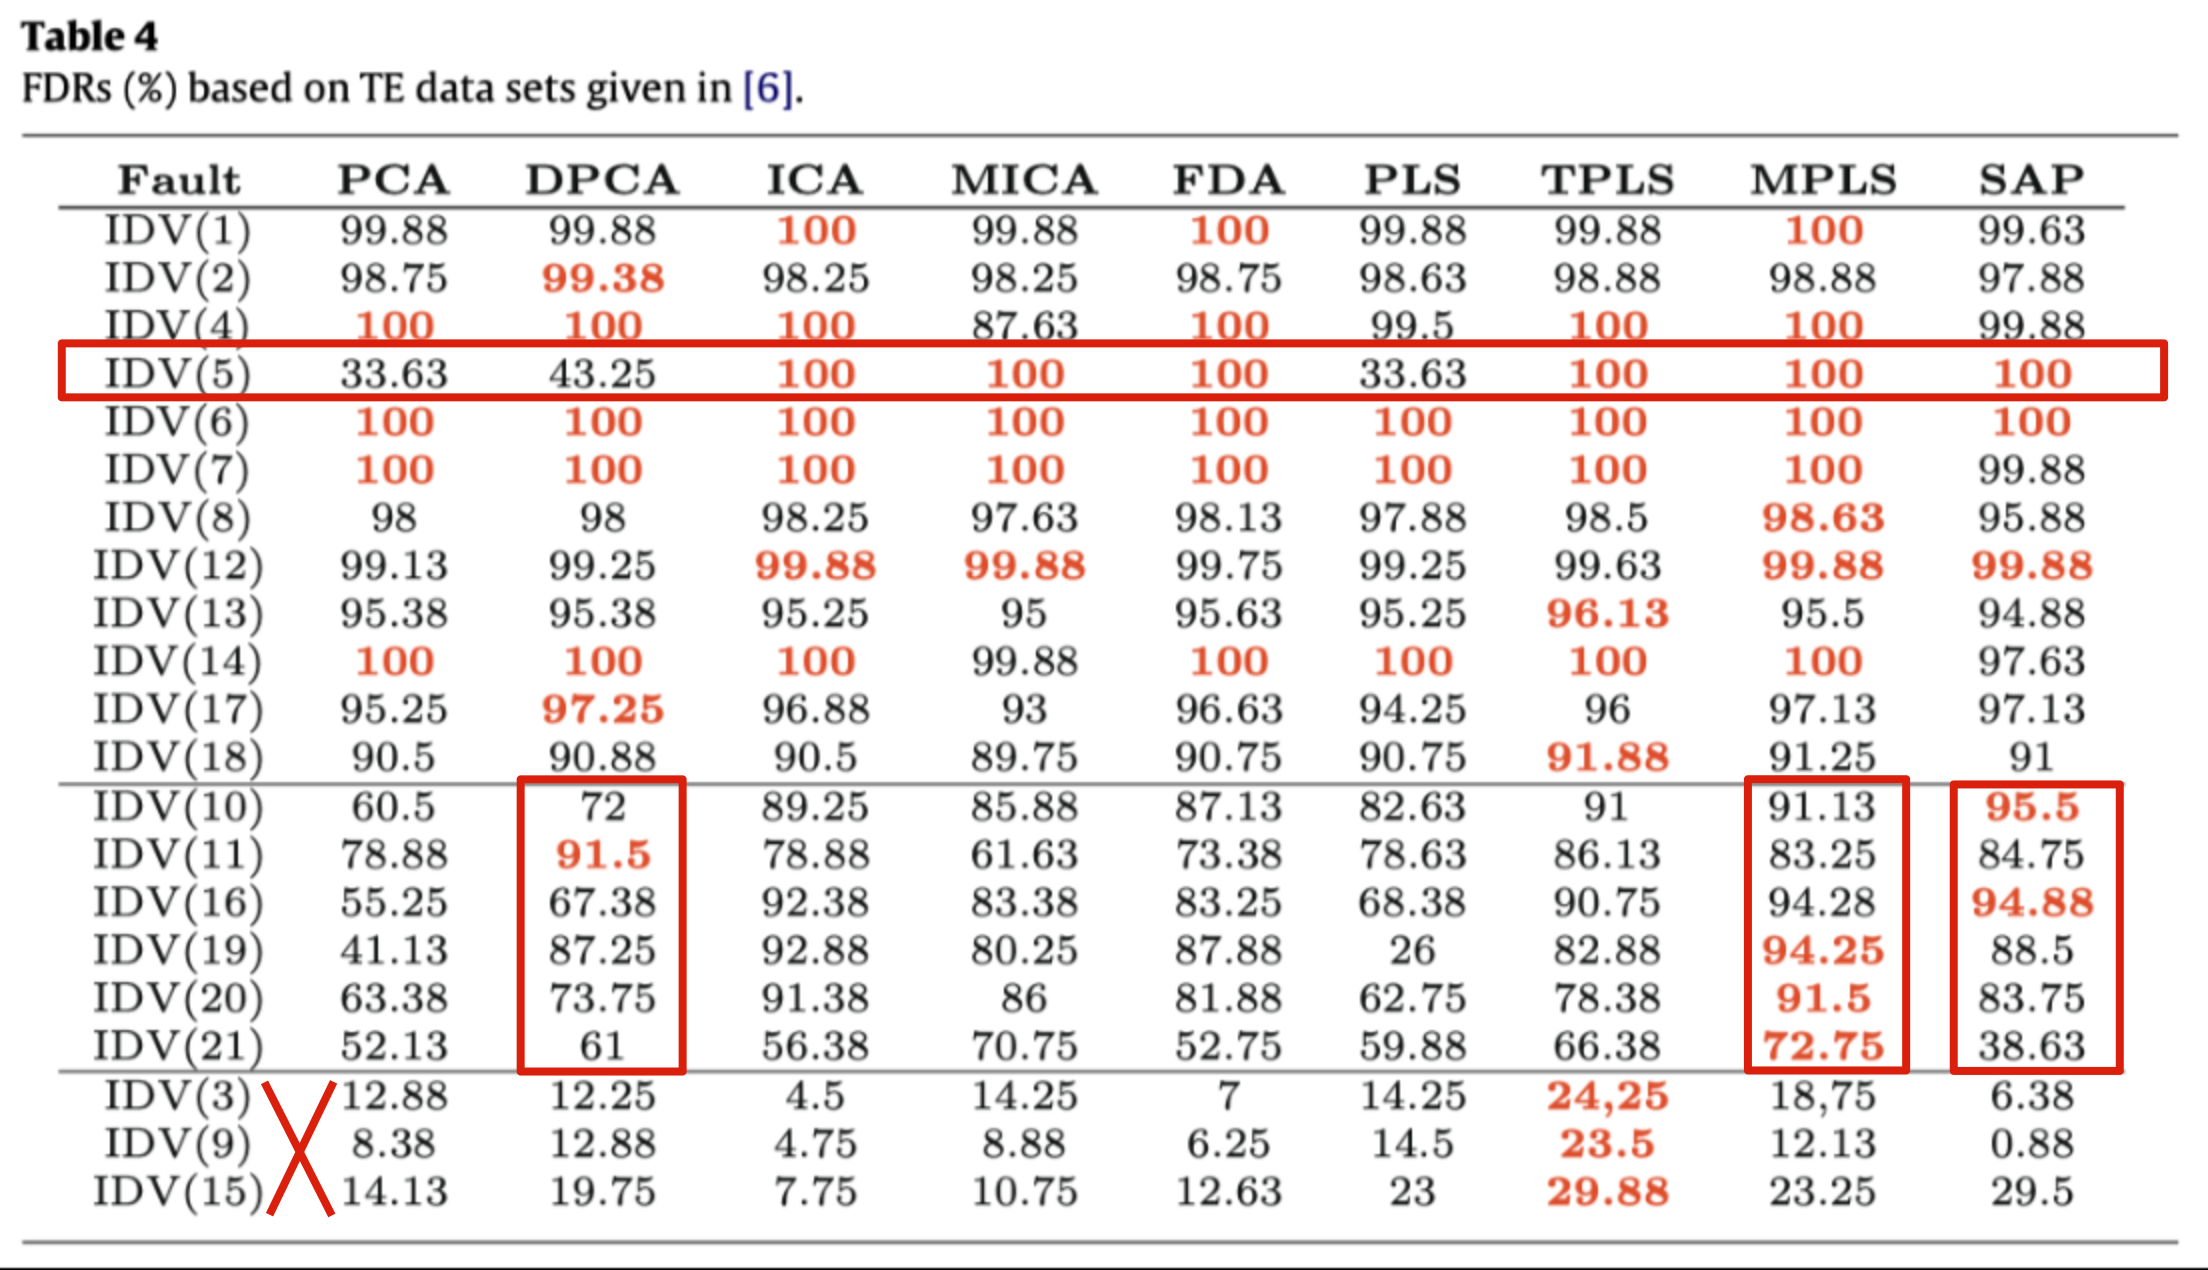 Table 4
FDRs (%) based on TE data sets given in [6].
Fault PCA DPCA ICA MICA FDA PLS TPLS MPLS SAP
IDV(1) 99.88 99.88 100 99.88 100 99.88 99.88 100 99.63
IDV(2) 98.75 99.38 98.25 98.25 98.75 98.63 98.88 98.88 97.88
IDV(4) 100 100 100 87.63 100 99.5 100 100 99.88
IDV(5) 33.63 43.25 100 100 100 33.63 100 100 100
IDV(6) 100 100 100 100 100 100 100 100 100
IDV(7) 100 100 100 100 100 100 100 100 99.88
IDV(8) 98 98 98.25 97.63 98.13 97.88 98.5 98.63 95.88
IDV(12) 99.13 99.25 99.88 99.88 99.75 99.25 99.63 99.88 99.88
IDV(13) 95.38 95.38 95.25 95 95.63 95.25 96.13 95.5 94.88
IDV(14) 100 100 100 99.88 100 100 100 100 97.63
IDV(17) 95.25 97.25 96.88 93 96.63 94.25 96 97.13 97.13
IDV(18) 90.5 90.88 90.5 89.75 90.75 90.75 91.88 91.25 91
IDV(10) 60.5 72 89.25 85.88 87.13 82.63 91 91.13 95.5
IDV(11) 78.88 91.5 78.88 61.63 73.38 78.63 86.13 83.25 84.75
IDV(16) 55.25 67.38 92.38 83.38 83.25 68.38 90.75 94.28 94.88
IDV(19) 41.13 87.25 92.88 80.25 87.88 26 82.88 94.25 88.5
IDV(20) 63.38 73.75 91.38 86 81.88 62.75 78.38 91.5 83.75
IDV(21) 52.13 61 56.38 70.75 52.75 59.88 66.38 72.75 38.63
IDV(3) 12.88 12.25 4.5 14.25 7 14.25 24,25 18,75 6.38
IDV(9) 8.38 12.88 4.75 8.88 6.25 14.5 23.5 12.13 0.88
IDV(15) 14.13 19.75 7.75 10.75 12.63 23 29.88 23.25 29.5